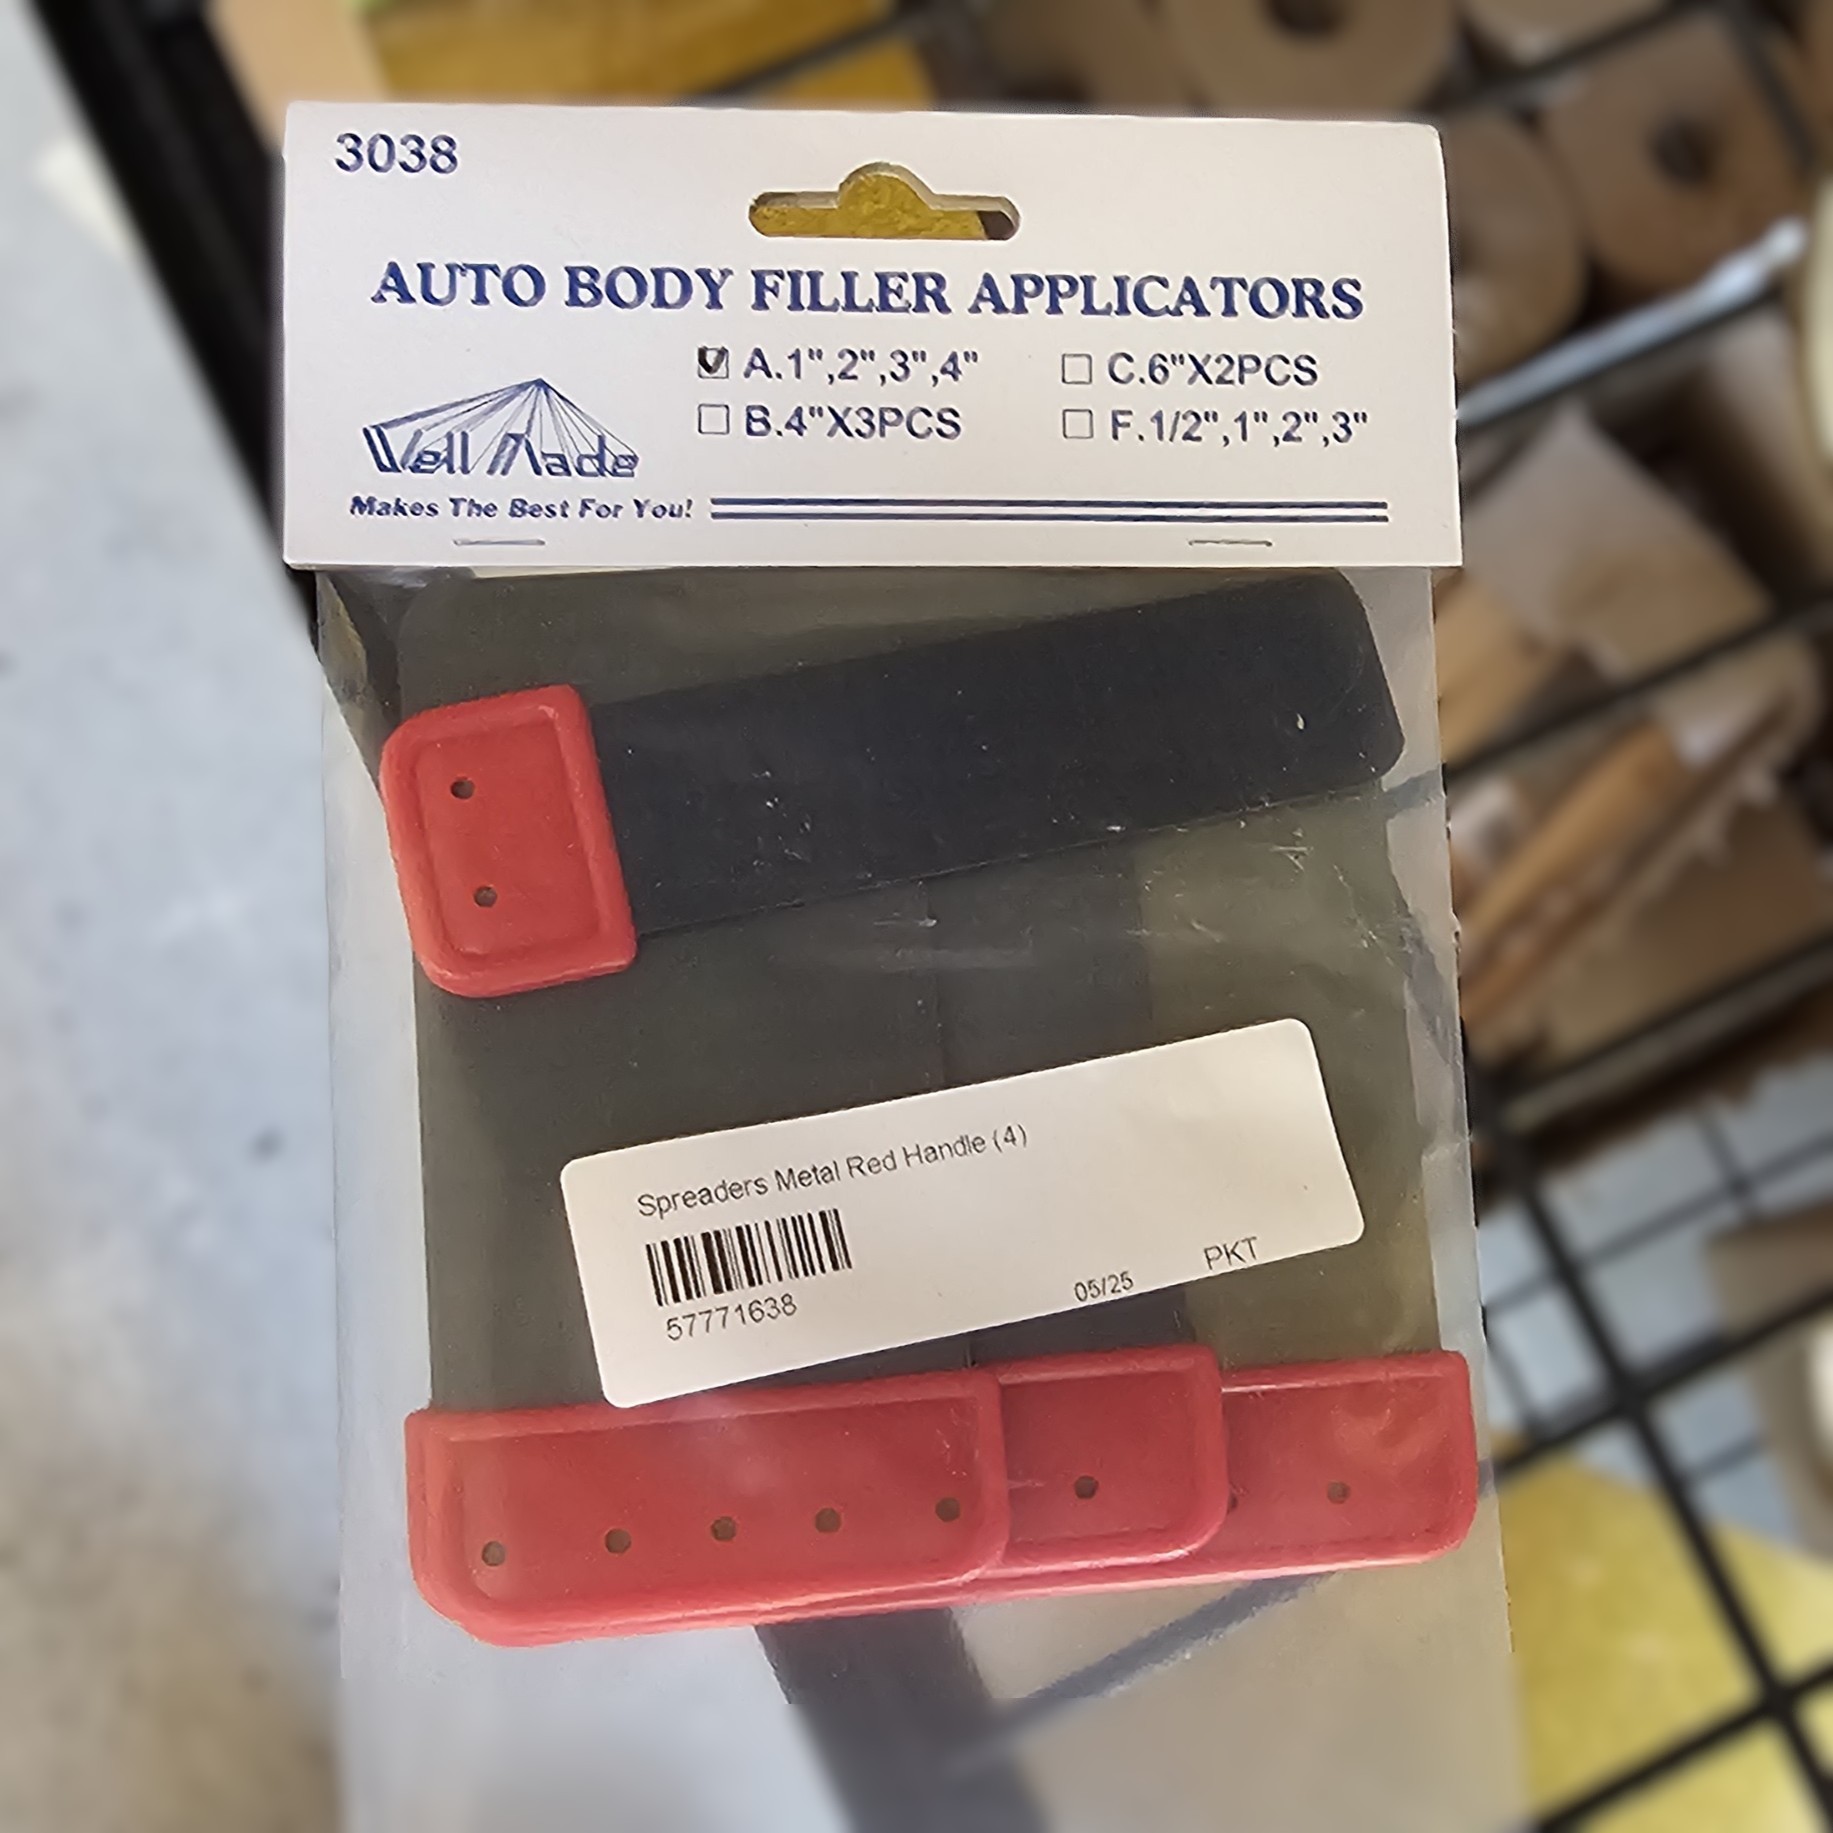 3038
AUTO BODY FILLER APPLICATORS
A.1",2",3",4"
C.6"X2PCS
B.4"X3PCS
F.1/2",1",2",3"
Well Made
Makes The Best For You!
Spreaders Metal Red Handle (4)
57771638
05/25
PKT